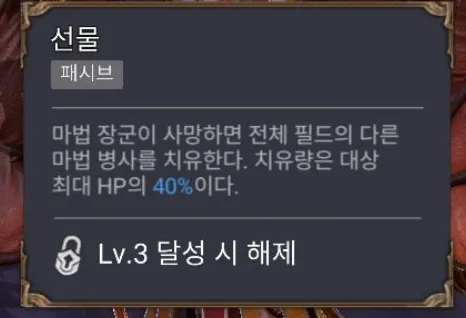 선물
패시브
마법 장군이 사망하면 전체 필드의 다른
마법 병사를 치유한다. 치유량은 대상
최대 HP의 40%이다.
Lv.3 달성 시 해제